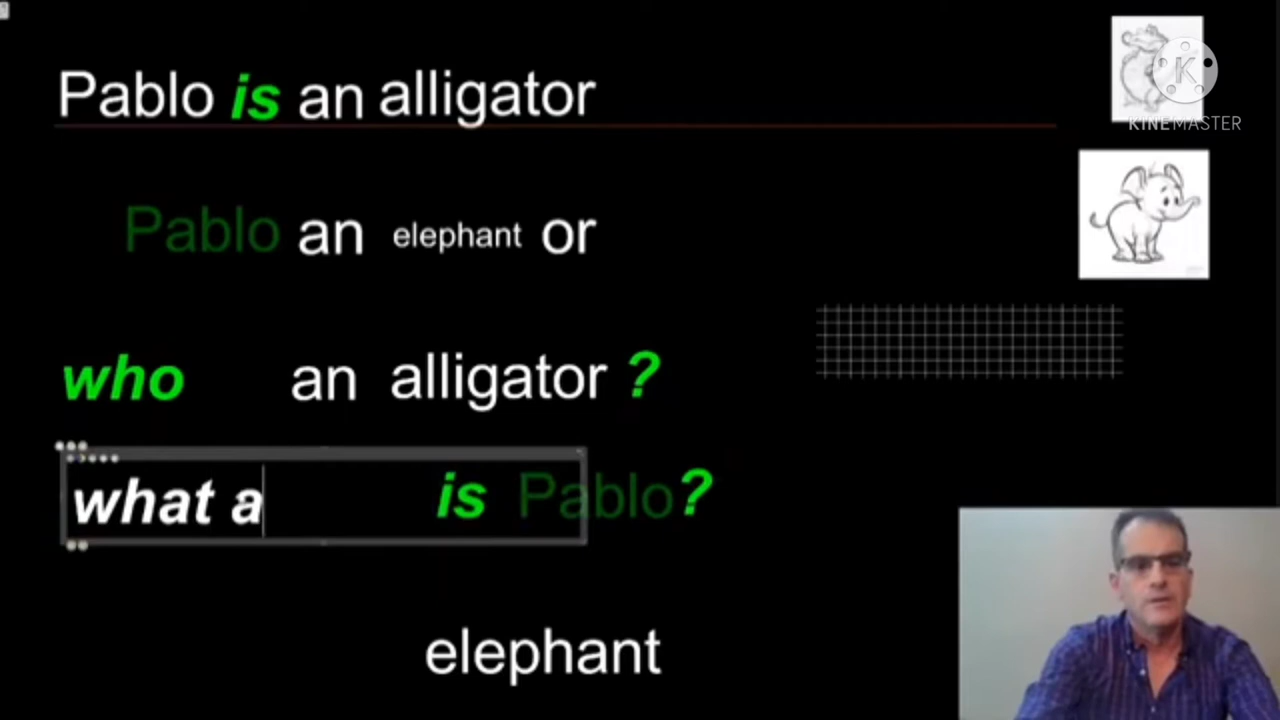 Pablo is an alligator
KINEMASTER
Pablo an elephant or
who an alligator ?
what a is Pablo?
elephant